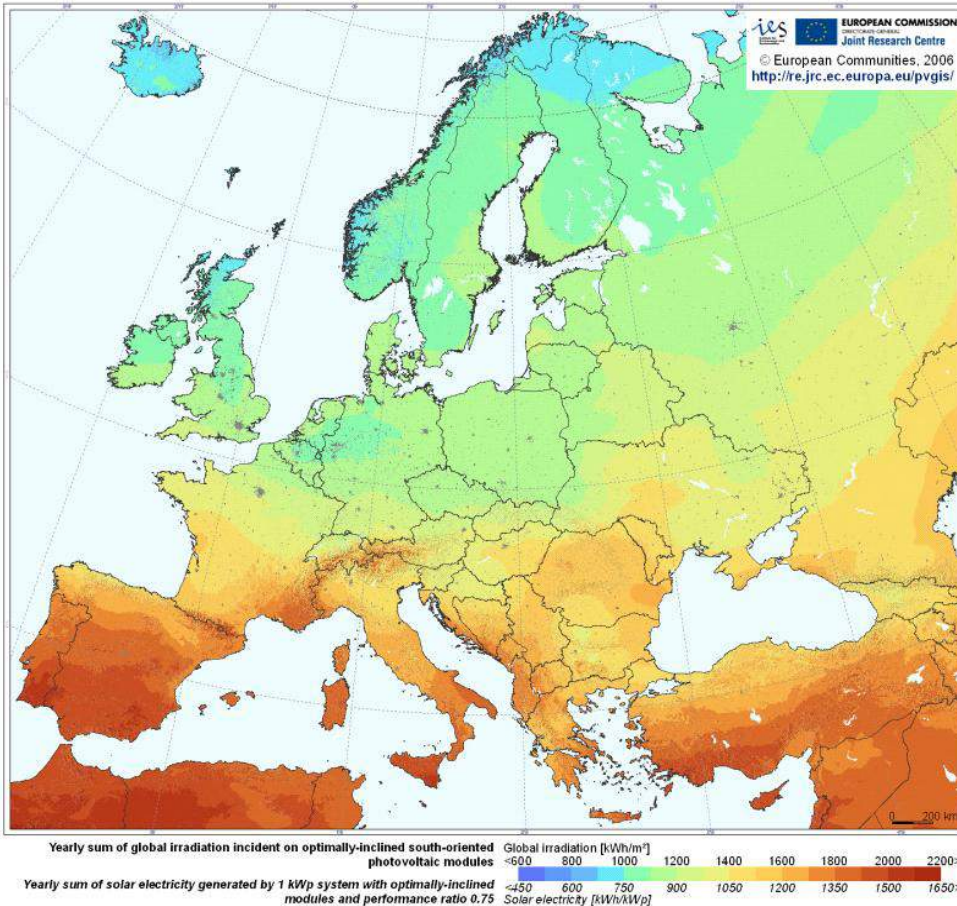 ies
EUROPEAN COMMISSION
DIRECTORATE-GENERAL
Joint Research Centre
© European Communities, 2006
http://re.jrc.ec.europa.eu/pvgis/
0 200 km
Yearly sum of global irradiation incident on optimally-inclined south-oriented
photovoltaic modules
Global irradiation [kWh/m²]
<600 800 1000 1200 1400 1600 1800 2000 2200>
Yearly sum of solar electricity generated by 1 kWp system with optimally-inclined
modules and performance ratio 0.75
<450 600 750 900 1050 1200 1350 1500 1650>
Solar electricity [kWh/kWp]